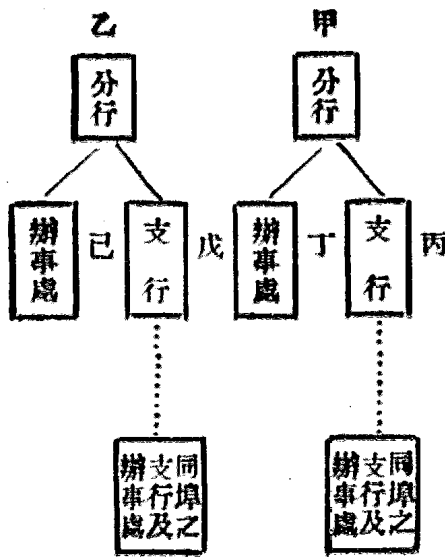 甲
分行
丙
支行
丁
辦事處
同埠之
支行及
辦事處
乙
分行
戊
支行
已
辦事處
同埠之
支行及
辦事處